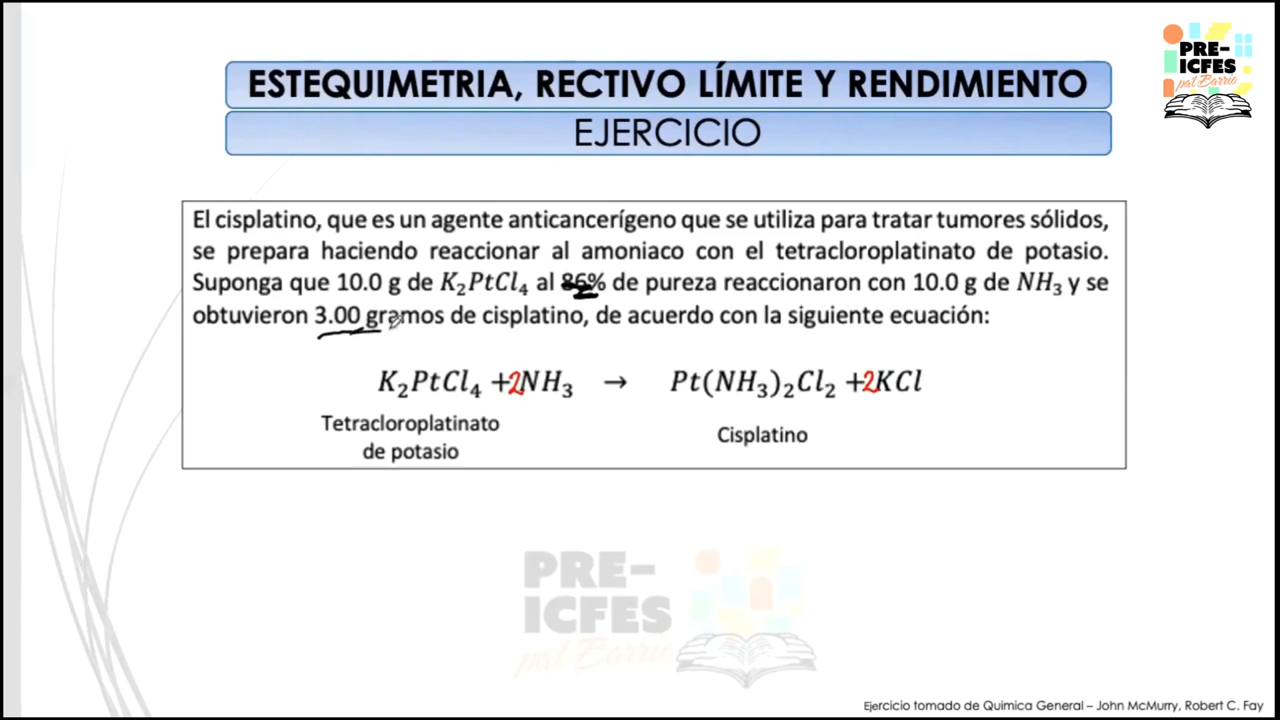 PRE-
ICFES
pal Barrio
ESTEQUIMETRIA, RECTIVO LÍMITE Y RENDIMIENTO
EJERCICIO
El cisplatino, que es un agente anticancerígeno que se utiliza para tratar tumores sólidos,
se prepara haciendo reaccionar al amoniaco con el tetracloroplatinato de potasio.
Suponga que 10.0 g de K₂PtCl₄ al 86% de pureza reaccionaron con 10.0 g de NH₃ y se
obtuvieron 3.00 gramos de cisplatino, de acuerdo con la siguiente ecuación:
K₂PtCl₄ +2NH₃ → Pt(NH₃)₂Cl₂ +2KCl
Tetracloroplatinato
de potasio
Cisplatino
PRE-
ICFES
pal Barrio
Ejercicio tomado de Quimica General – John McMurry, Robert C. Fay